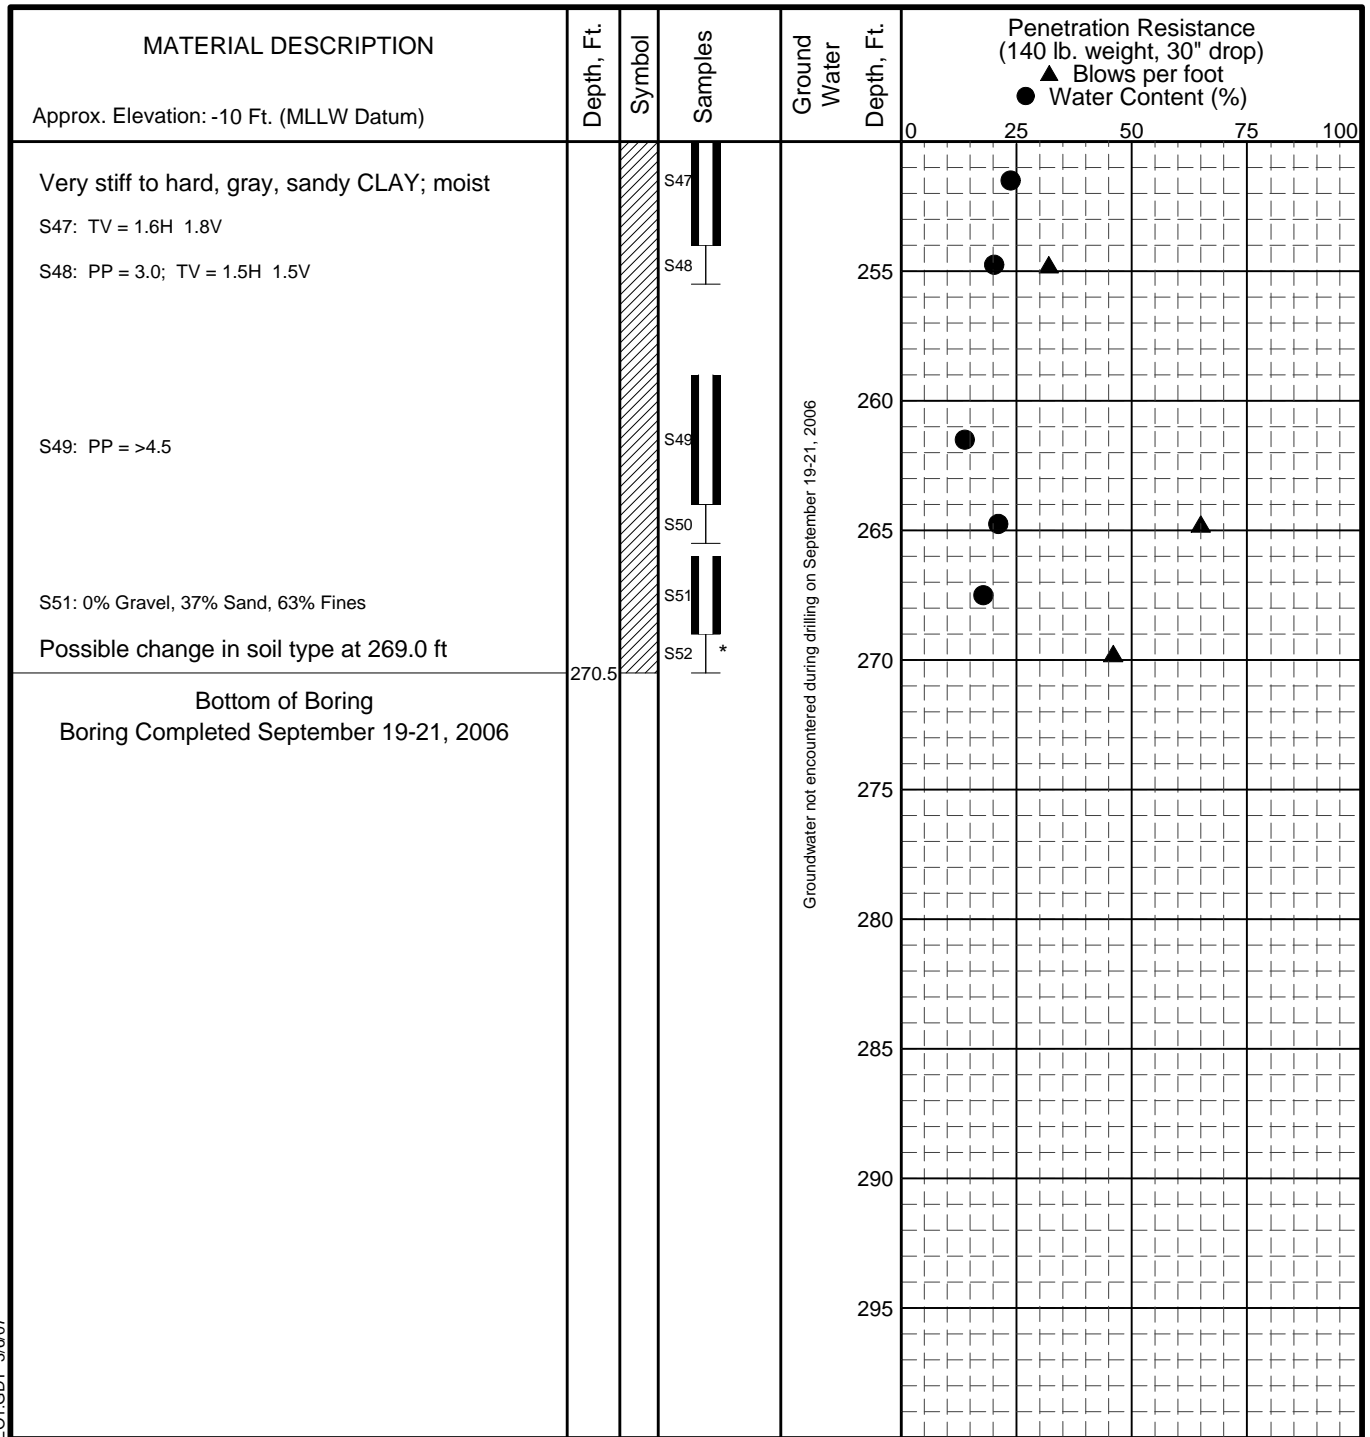 MATERIAL DESCRIPTION
Approx. Elevation: -10 Ft. (MLLW Datum)
Depth, Ft.
Symbol
Samples
Ground
Water
Depth, Ft.
Penetration Resistance
(140 lb. weight, 30" drop)
▲ Blows per foot
● Water Content (%)
0 25 50 75 100
Very stiff to hard, gray, sandy CLAY; moist
S47: TV = 1.6H 1.8V
S48: PP = 3.0; TV = 1.5H 1.5V
S49: PP = >4.5
S51: 0% Gravel, 37% Sand, 63% Fines
Possible change in soil type at 269.0 ft
270.5
Bottom of Boring
Boring Completed September 19-21, 2006
S47
S48
S49
S50
S51
S52 *
Groundwater not encountered during drilling on September 19-21, 2006
255
260
265
270
275
280
285
290
295